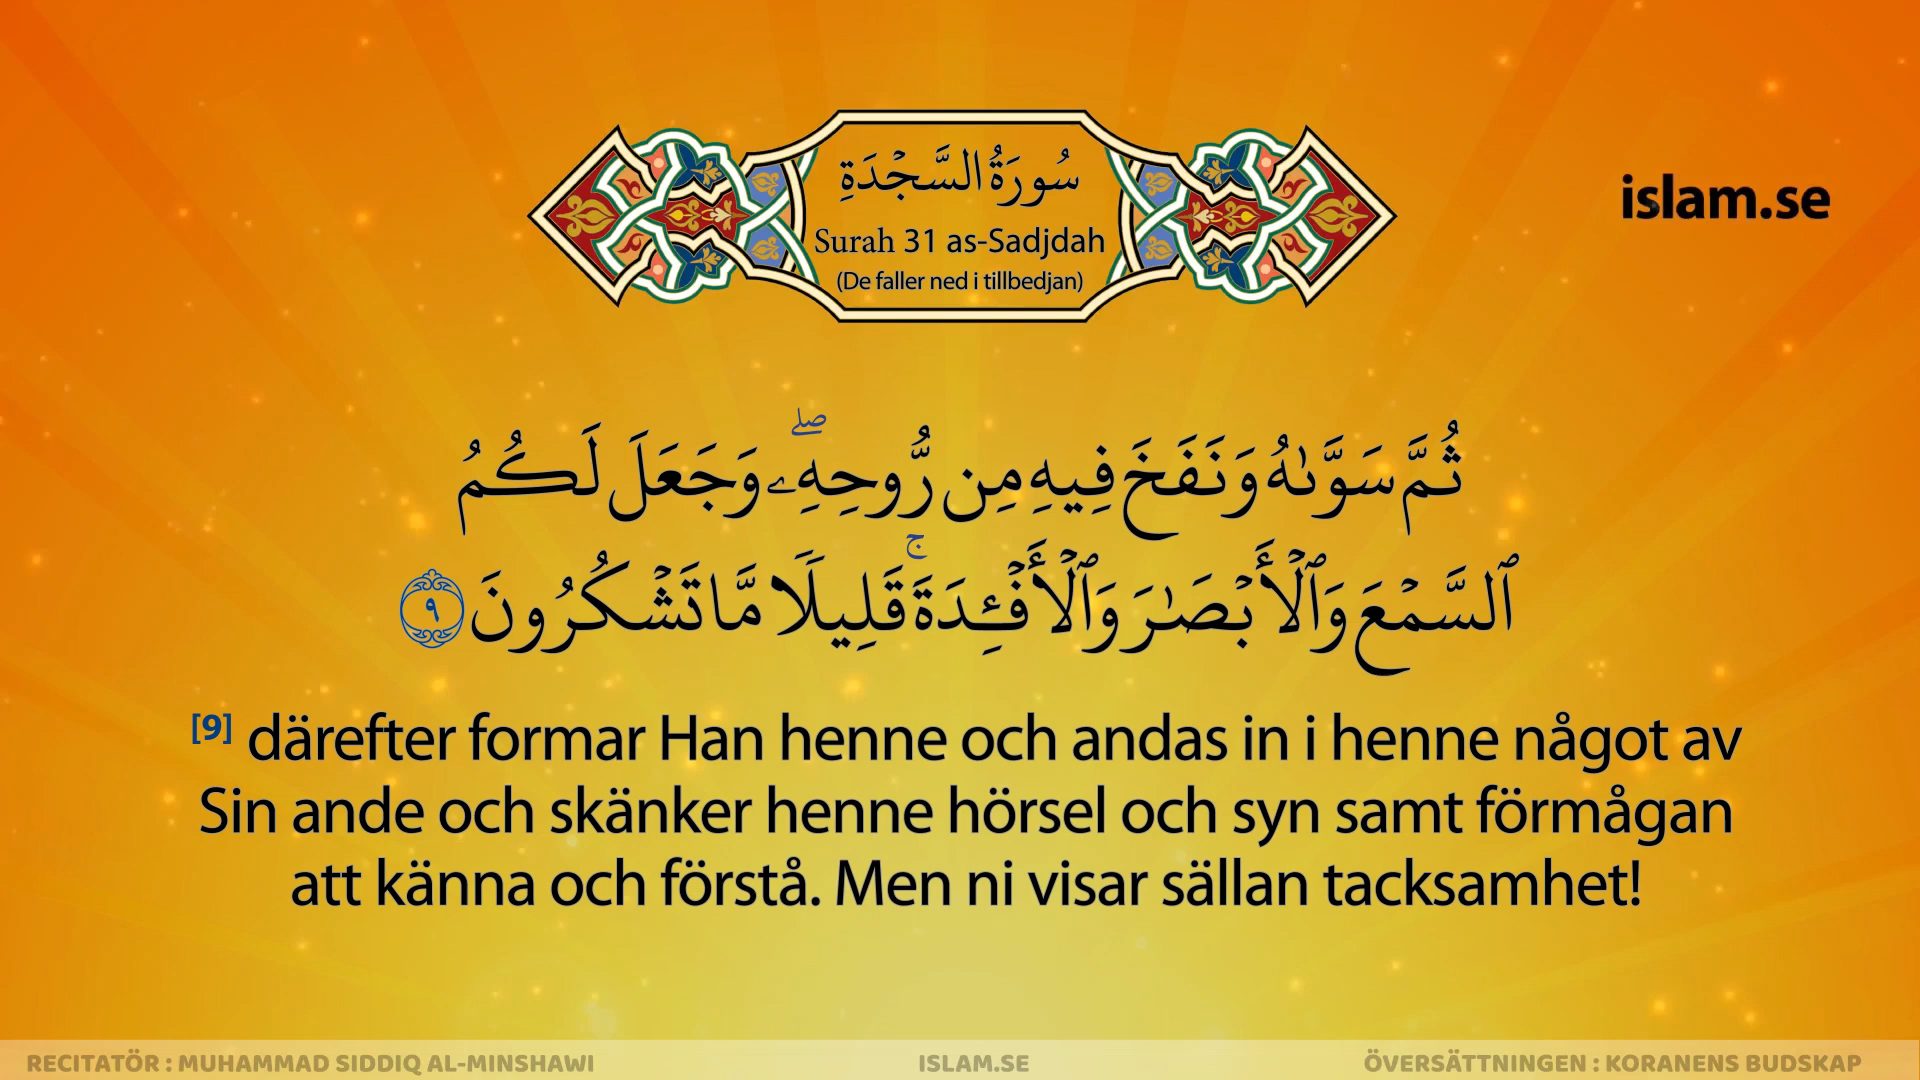 سُورَةُ السَّجْدَةِ
Surah 31 as-Sadjdah
(De faller ned i tillbedjan)
islam.se
ثُمَّ سَوَّىٰهُ وَنَفَخَ فِيهِ مِن رُّوحِهِۦ ۖ وَجَعَلَ لَكُمُ
ٱلسَّمْعَ وَٱلْأَبْصَـٰرَ وَٱلْأَفْـِٔدَةَ ۚ قَلِيلًا مَّا تَشْكُرُونَ ٩
[9] därefter formar Han henne och andas in i henne något av
Sin ande och skänker henne hörsel och syn samt förmågan
att känna och förstå. Men ni visar sällan tacksamhet!
RECITATÖR : MUHAMMAD SIDDIQ AL-MINSHAWI ISLAM.SE ÖVERSÄTTNINGEN : KORANENS BUDSKAP